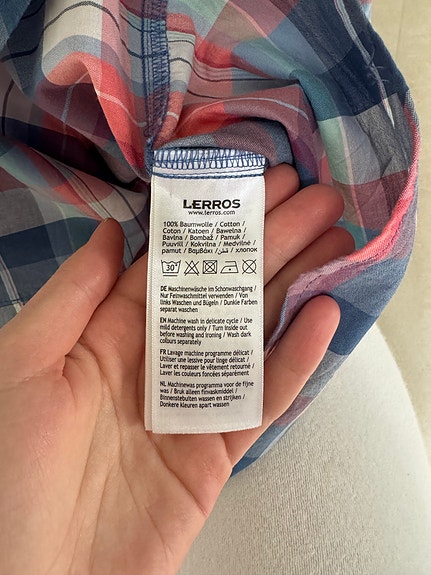 LERROS
www.lerros.com
100% Baumwolle / Cotton /
Coton / Katoen / Bawełna /
Bavlna / Bombaž / Pamuk /
Puuvill / Kokvilna / Medvilnė /
pamut / Βαμβάκι / قطن / хлопок
30°
DE Maschinenwäsche im Schonwaschgang /
Nur Feinwaschmittel verwenden / Von
links Waschen und Bügeln / Dunkle Farben
separat waschen
EN Machine wash in delicate cycle / Use
mild detergents only / Turn inside out
before washing and ironing / Wash dark
colours separately
FR Lavage machine programme délicat /
Utiliser une lessive pour linge délicat /
Laver et repasser le vêtement retourné /
Laver les couleurs foncées séparément
NL Machinewas programma voor de fijne
was / Bruk alleen finvaskmiddel /
Binnenstebuiten wassen en strijken /
Donkere kleuren apart wassen